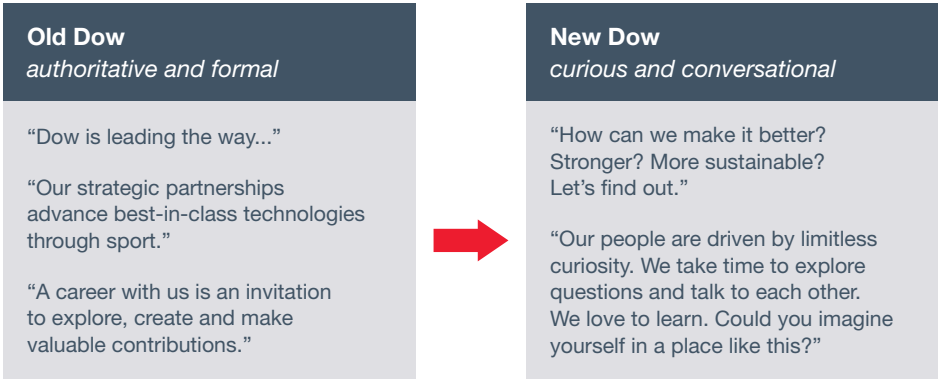 Old Dow
authoritative and formal
“Dow is leading the way...”
“Our strategic partnerships
advance best-in-class technologies
through sport.”
“A career with us is an invitation
to explore, create and make
valuable contributions.”
New Dow
curious and conversational
“How can we make it better?
Stronger? More sustainable?
Let’s find out.”
“Our people are driven by limitless
curiosity. We take time to explore
questions and talk to each other.
We love to learn. Could you imagine
yourself in a place like this?”